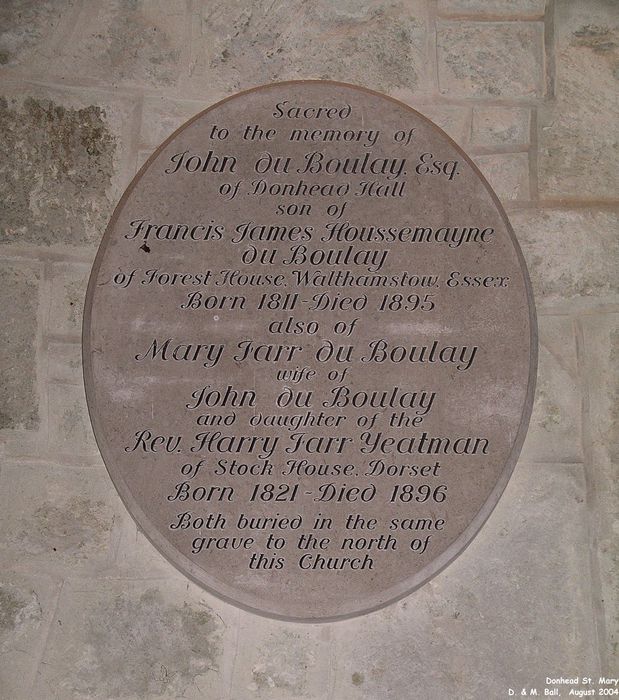 Sacred
to the memory of
John du Boulay, Esq.
of Donhead Hall
son of
Francis James Houssemayne
du Boulay
of Forest House, Walthamstow, Essex
Born 1811-Died 1895
also of
Mary Farr du Boulay
wife of
John du Boulay
and daughter of the
Rev. Harry Farr Yeatman
of Stock House, Dorset
Born 1821-Died 1896
Both buried in the same
grave to the north of
this Church
Donhead St. Mary
D. & M. Ball, August 2004